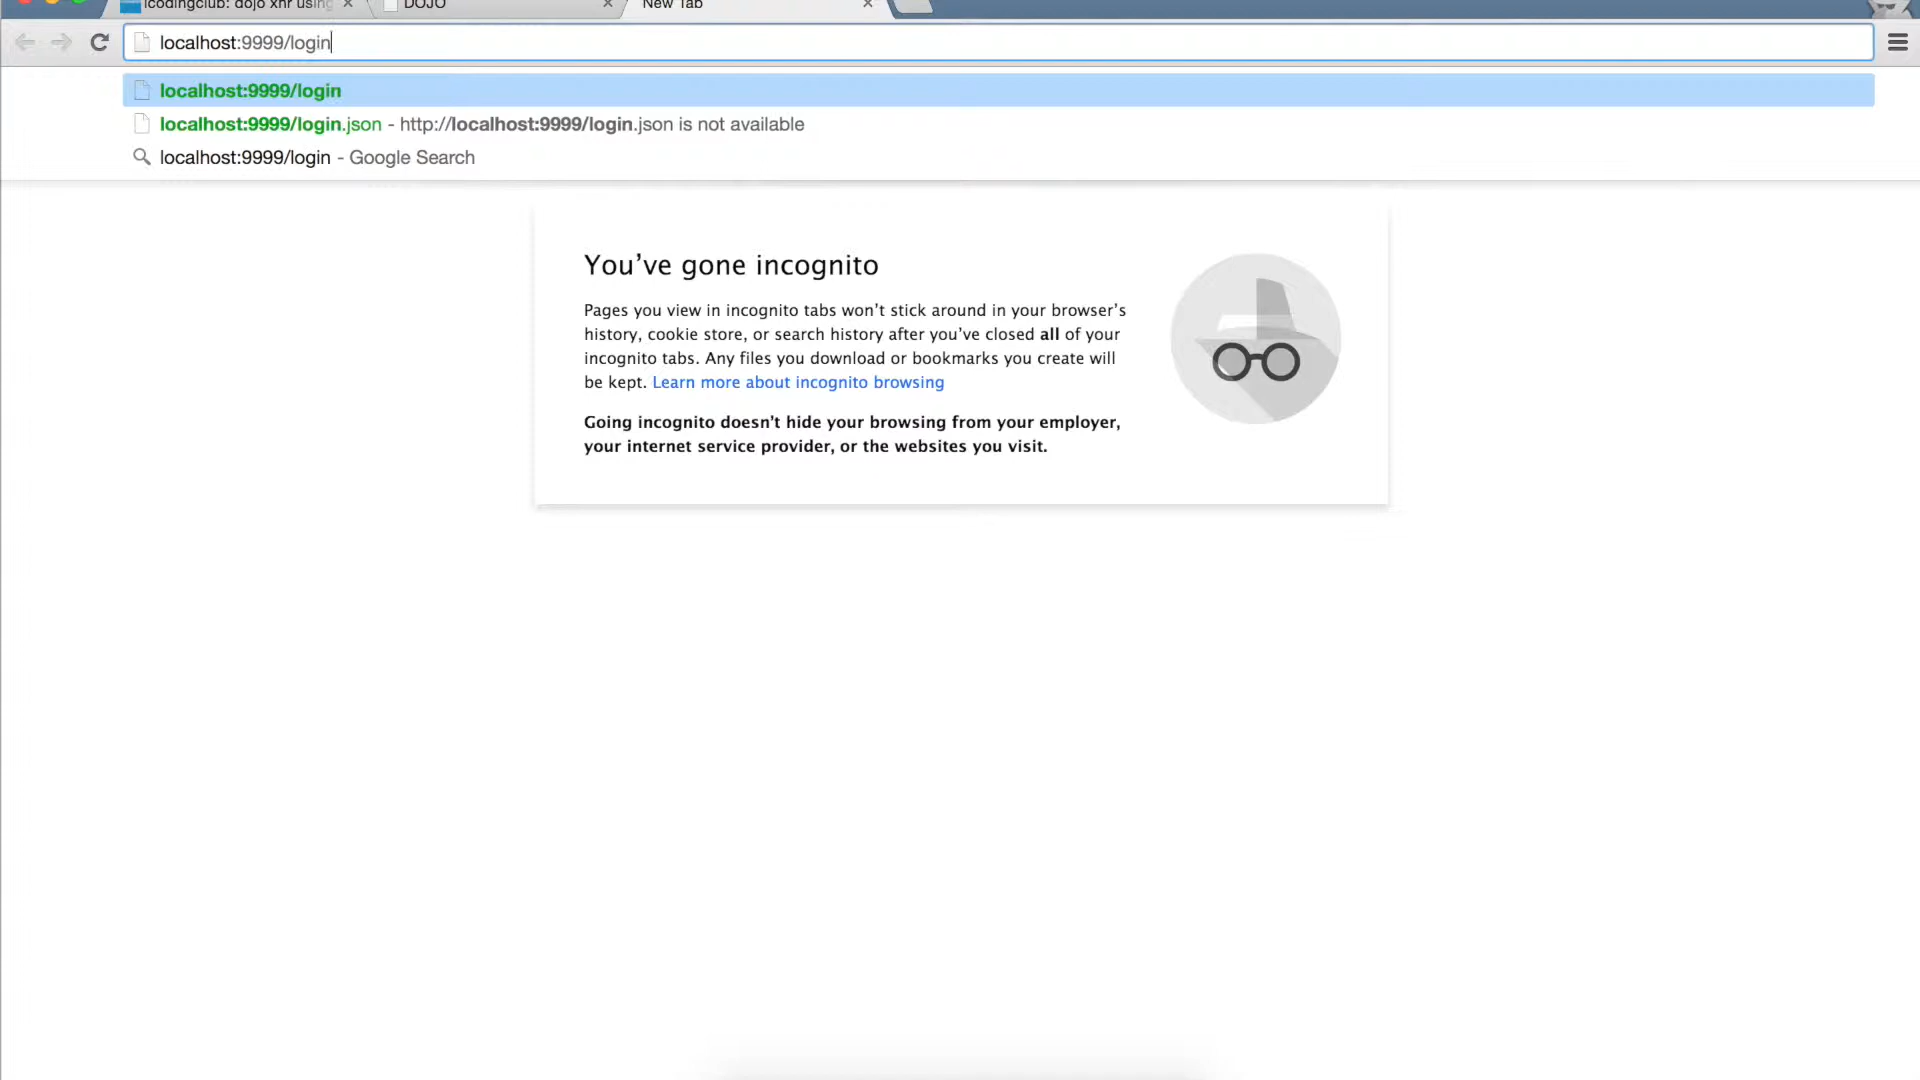 icodingclub: dojo xhr using
DOJO
New Tab
localhost:9999/login
localhost:9999/login
localhost:9999/login.json - http://localhost:9999/login.json is not available
localhost:9999/login - Google Search
You’ve gone incognito
Pages you view in incognito tabs won’t stick around in your browser’s
history, cookie store, or search history after you’ve closed all of your
incognito tabs. Any files you download or bookmarks you create will
be kept. Learn more about incognito browsing
Going incognito doesn’t hide your browsing from your employer,
your internet service provider, or the websites you visit.